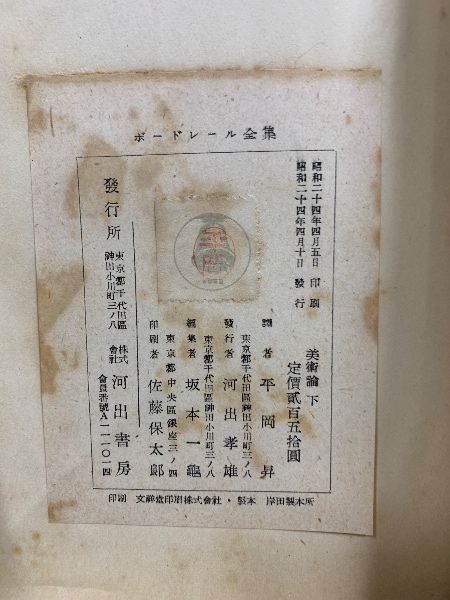 ボードレール全集
昭和二十四年四月五日 印刷
昭和二十四年四月十日 發行
美術論 下
定價貳百五拾圓
譯者 平岡昇
東京都千代田區神田小川町三ノ八
發行者 河出孝雄
東京都千代田區神田小川町三ノ八
編集者 坂本一龜
東京都中央區銀座三ノ四
印刷者 佐藤保太郎
發行所
東京都千代田區
神田小川町三ノ八
株式會社 河出書房
會員番號A一一一〇一四
印刷 文祥堂印刷株式會社・製本 岸田製本所